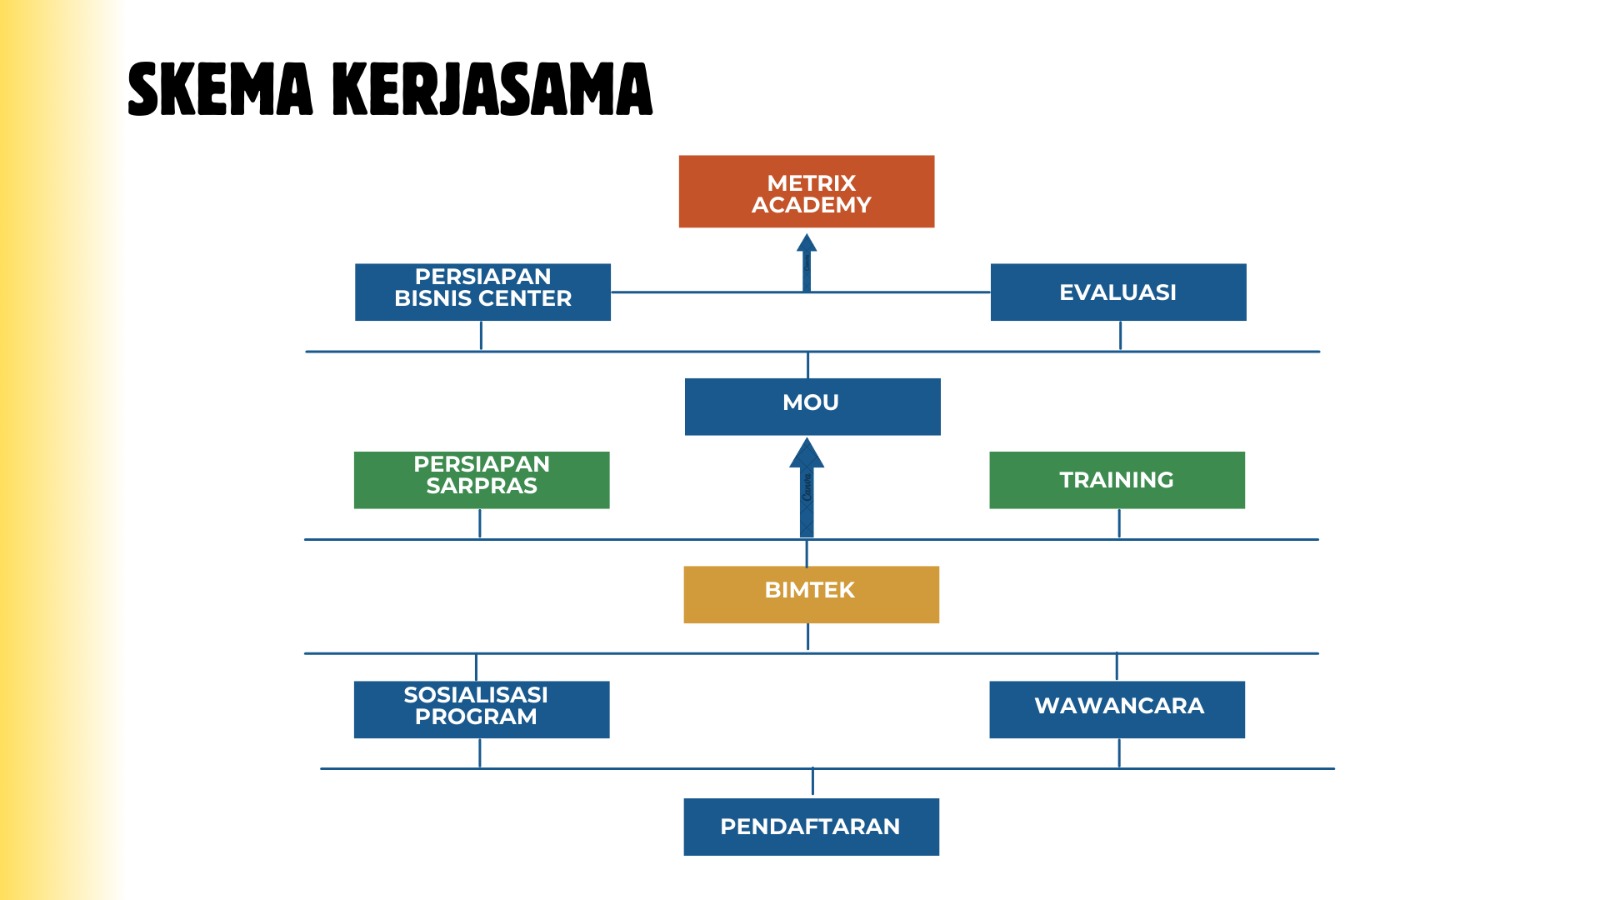 SKEMA KERJASAMA
METRIX
ACADEMY
PERSIAPAN
BISNIS CENTER
EVALUASI
MOU
PERSIAPAN
SARPRAS
TRAINING
BIMTEK
SOSIALISASI
PROGRAM
WAWANCARA
PENDAFTARAN